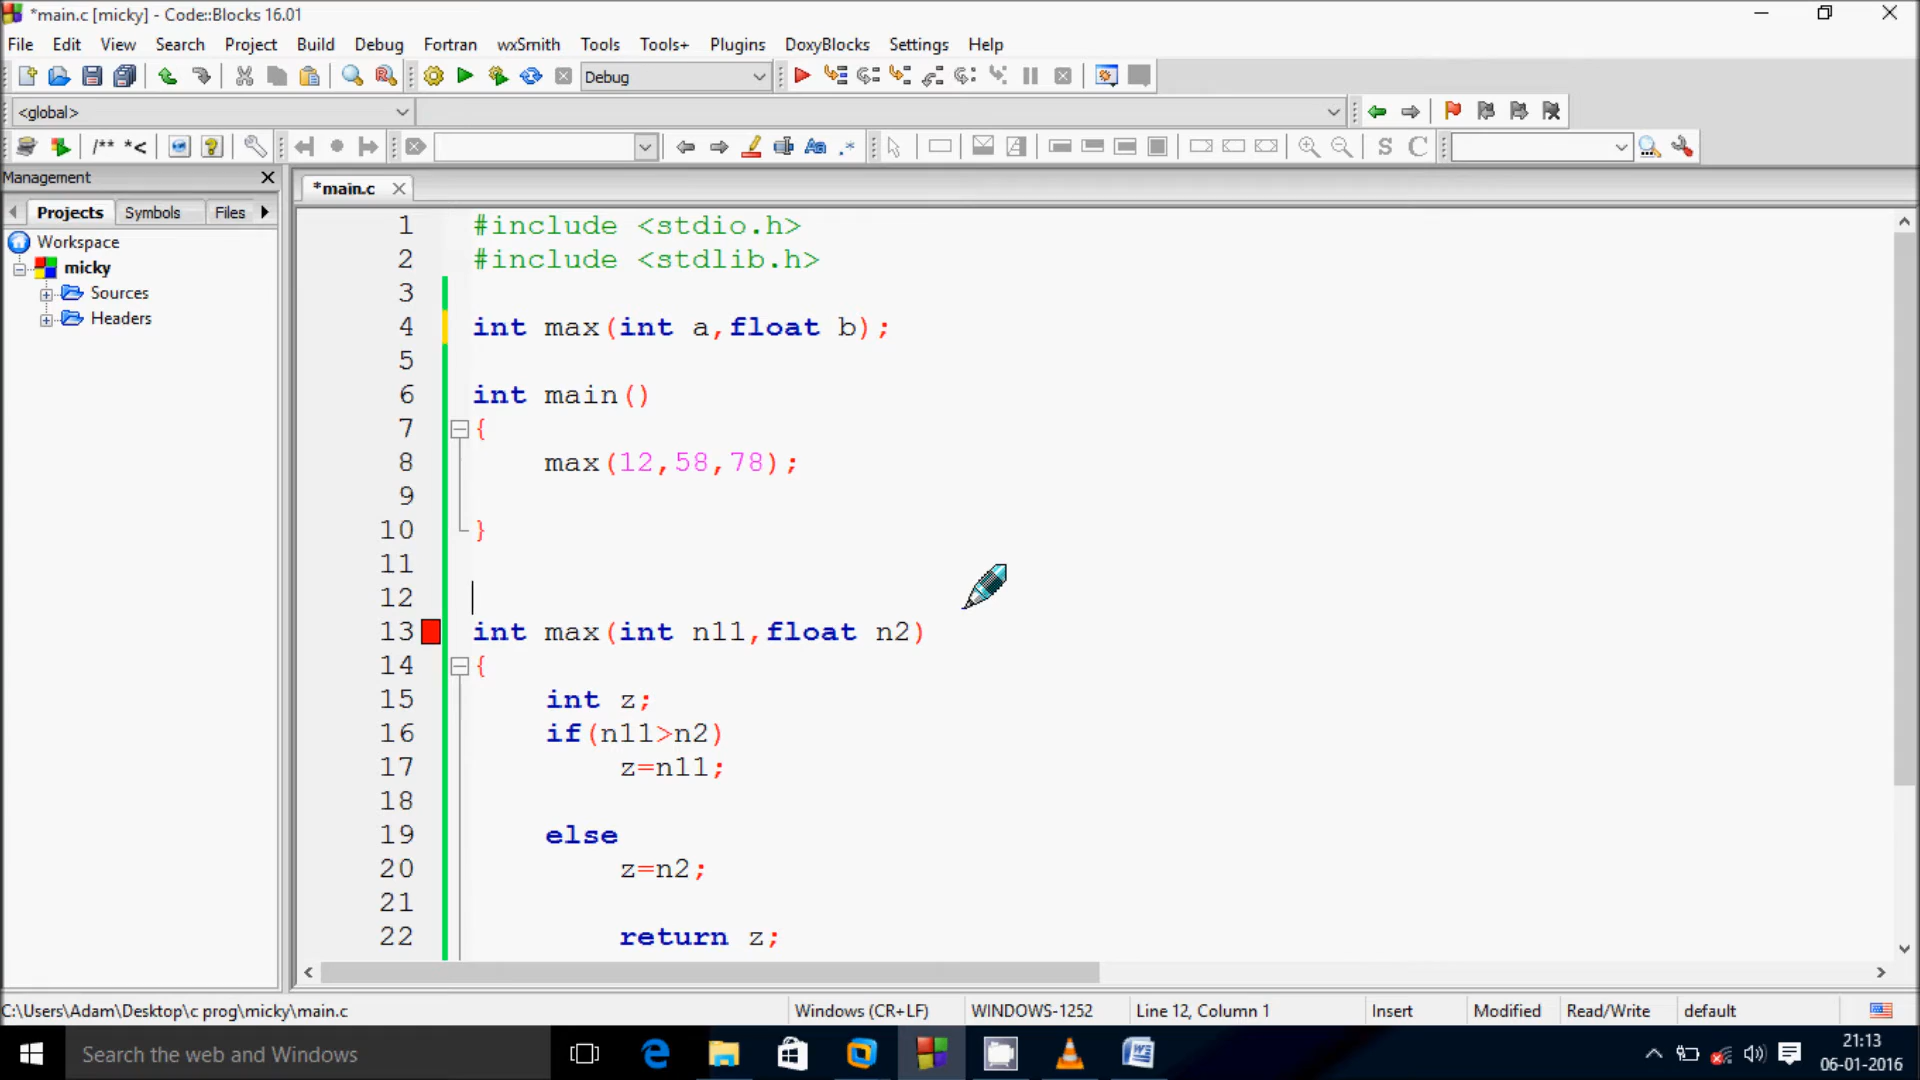 *main.c [micky] - Code::Blocks 16.01
File Edit View Search Project Build Debug Fortran wxSmith Tools Tools+ Plugins DoxyBlocks Settings Help
Debug
<global>
/** *< S C
Management
Projects Symbols Files
*main.c
Workspace
micky
Sources
Headers
1 #include <stdio.h>
2 #include <stdlib.h>
3
4 int max(int a,float b);
5
6 int main()
7 {
8 max(12,58,78);
9
10 }
11
12
13 int max(int n11,float n2)
14 {
15 int z;
16 if(n11>n2)
17 z=n11;
18
19 else
20 z=n2;
21
22 return z;
C:\Users\Adam\Desktop\c prog\micky\main.c Windows (CR+LF) WINDOWS-1252 Line 12, Column 1 Insert Modified Read/Write default
Search the web and Windows
21:13
06-01-2016